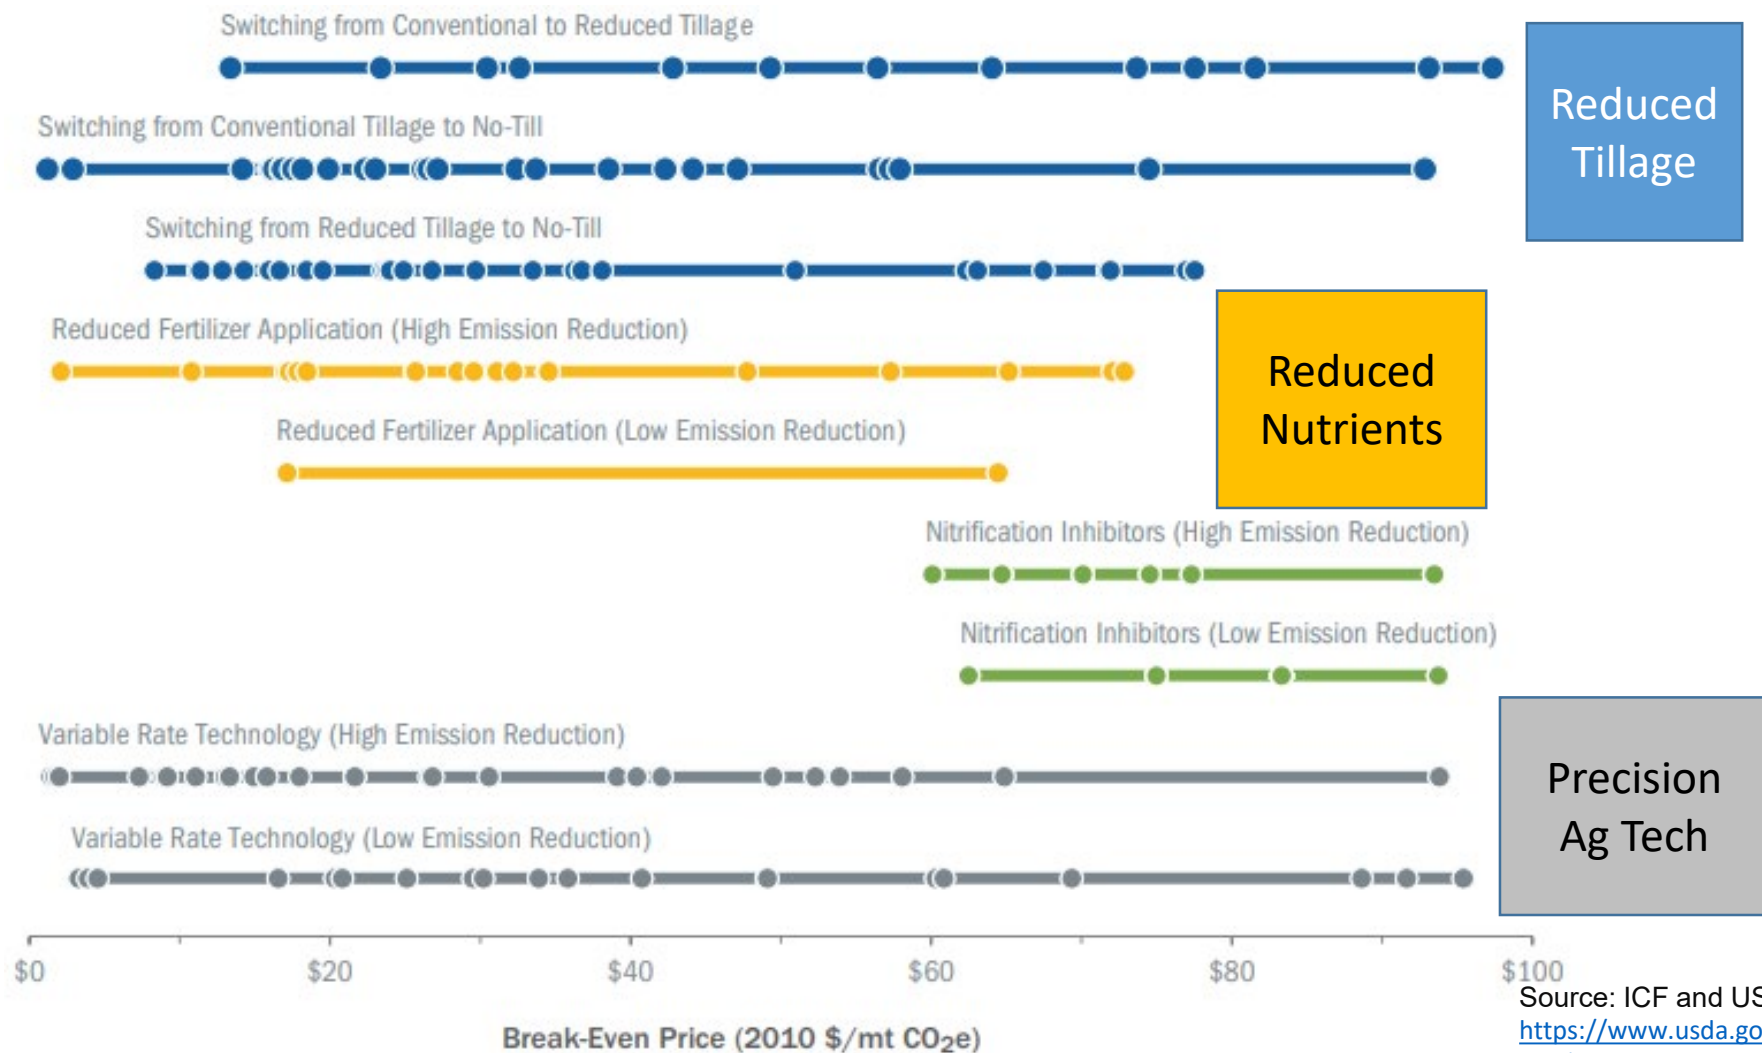 Switching from Conventional to Reduced Tillage
Reduced
Tillage
Switching from Conventional Tillage to No-Till
Switching from Reduced Tillage to No-Till
Reduced Fertilizer Application (High Emission Reduction)
Reduced
Nutrients
Reduced Fertilizer Application (Low Emission Reduction)
Nitrification Inhibitors (High Emission Reduction)
Nitrification Inhibitors (Low Emission Reduction)
Variable Rate Technology (High Emission Reduction)
Precision
Ag Tech
Variable Rate Technology (Low Emission Reduction)
$0 $20 $40 $60 $80 $100
Source: ICF and US
https://www.usda.go
Break-Even Price (2010 $/mt CO₂e)